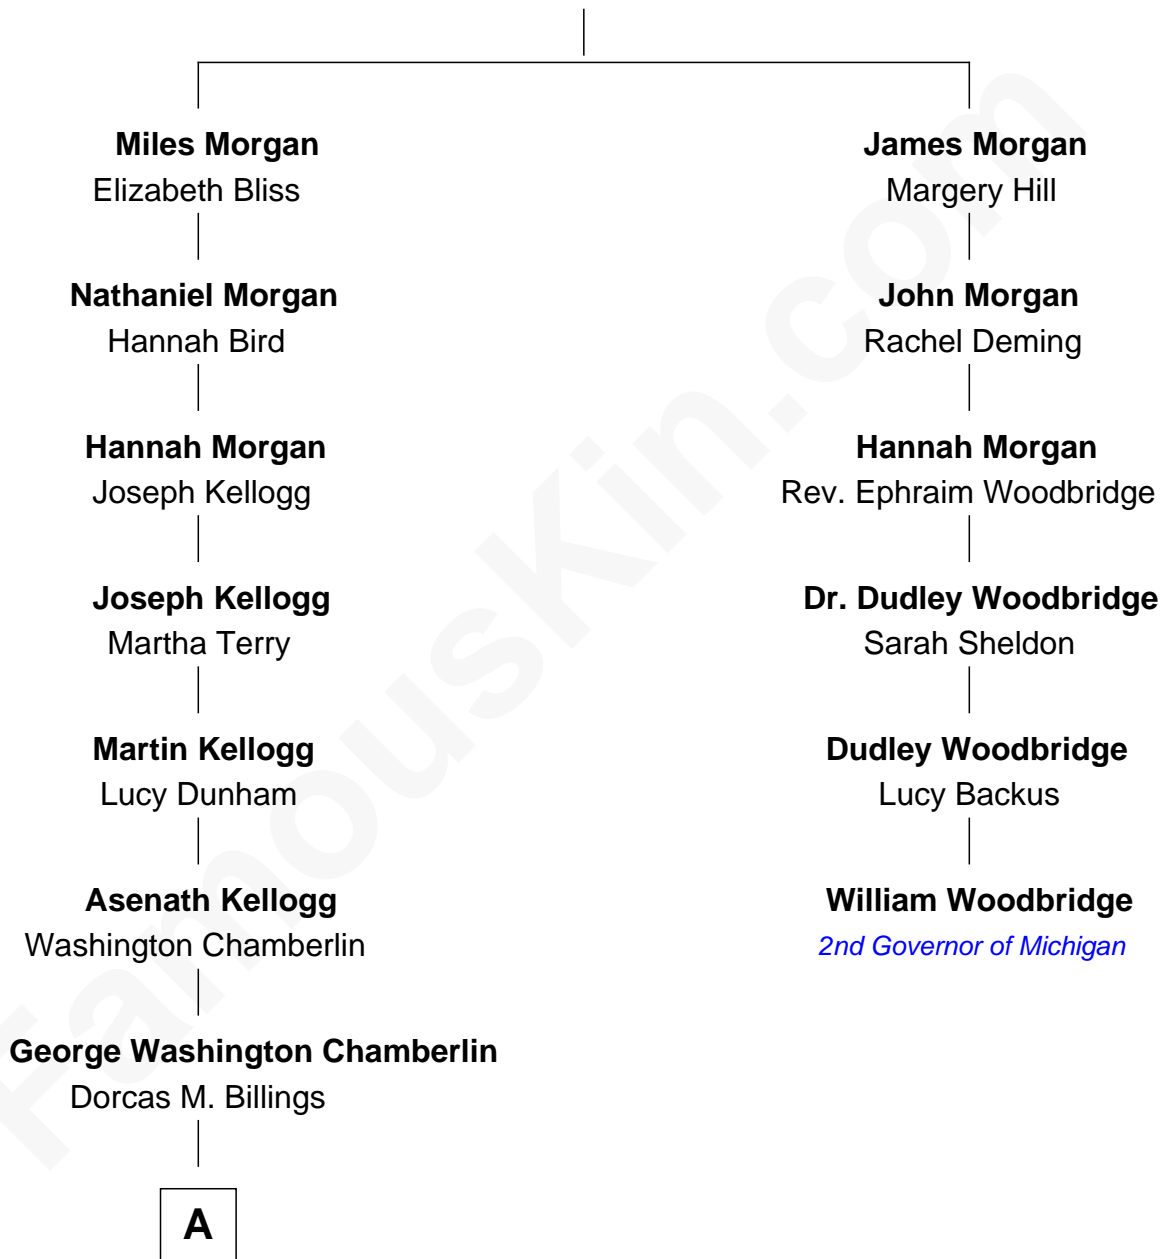 Miles Morgan
Elizabeth Bliss
Nathaniel Morgan
Hannah Bird
Hannah Morgan
Joseph Kellogg
Joseph Kellogg
Martha Terry
Martin Kellogg
Lucy Dunham
Asenath Kellogg
Washington Chamberlin
George Washington Chamberlin
Dorcas M. Billings
A
James Morgan
Margery Hill
John Morgan
Rachel Deming
Hannah Morgan
Rev. Ephraim Woodbridge
Dr. Dudley Woodbridge
Sarah Sheldon
Dudley Woodbridge
Lucy Backus
William Woodbridge
2nd Governor of Michigan
FamousKin.com